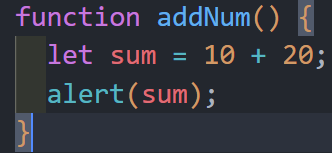 function addNum() {
  let sum = 10 + 20;
  alert(sum);
}